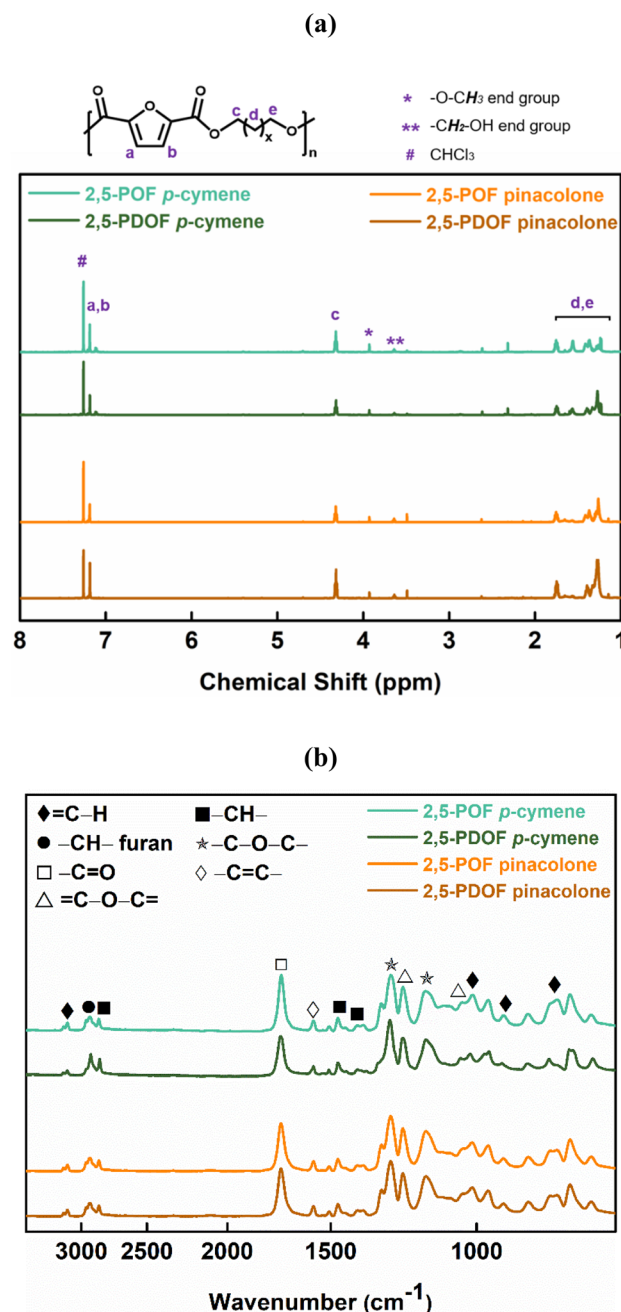 (a)
O O O O O n x
c d e
a b
* -O-CH₃ end group
** -CH₂-OH end group
# CHCl₃
2,5-POF p-cymene 2,5-POF pinacolone
2,5-PDOF p-cymene 2,5-PDOF pinacolone
#
a,b c * ** d,e
8 7 6 5 4 3 2 1
Chemical Shift (ppm)
(b)
♦=C–H ■–CH– 2,5-POF p-cymene
●–CH– furan ✭–C–O–C– 2,5-PDOF p-cymene
□–C=O ◊–C=C– 2,5-POF pinacolone
△=C–O–C= 2,5-PDOF pinacolone
3000 2500 2000 1500 1000
Wavenumber (cm⁻¹)